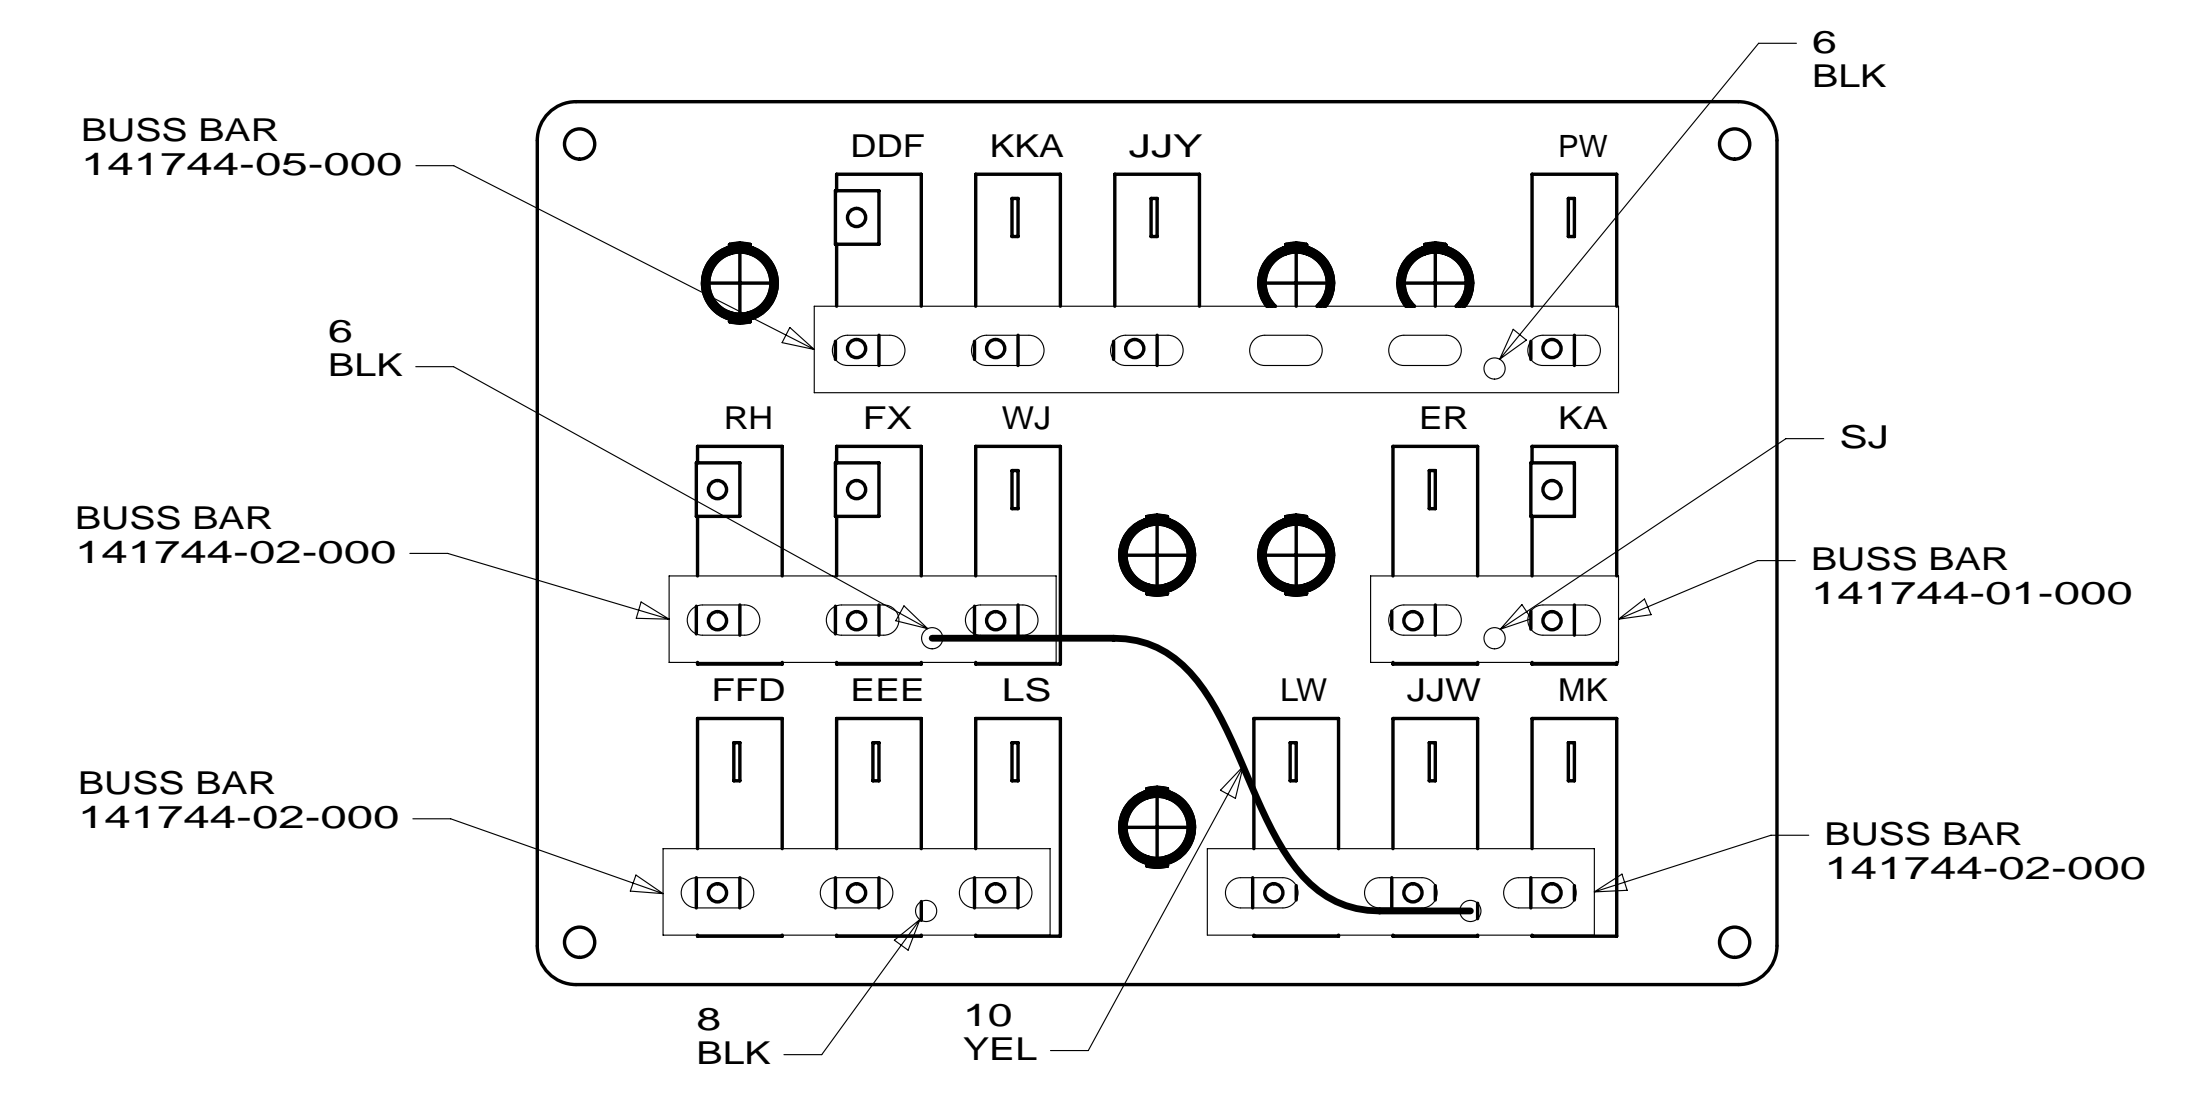 6
BLK
BUSS BAR
141744-05-000
DDF KKA JJY PW
6
BLK
RH FX WJ ER KA
SJ
BUSS BAR
141744-02-000
BUSS BAR
141744-01-000
FFD EEE LS LW JJW MK
BUSS BAR
141744-02-000
BUSS BAR
141744-02-000
8
BLK
10
YEL